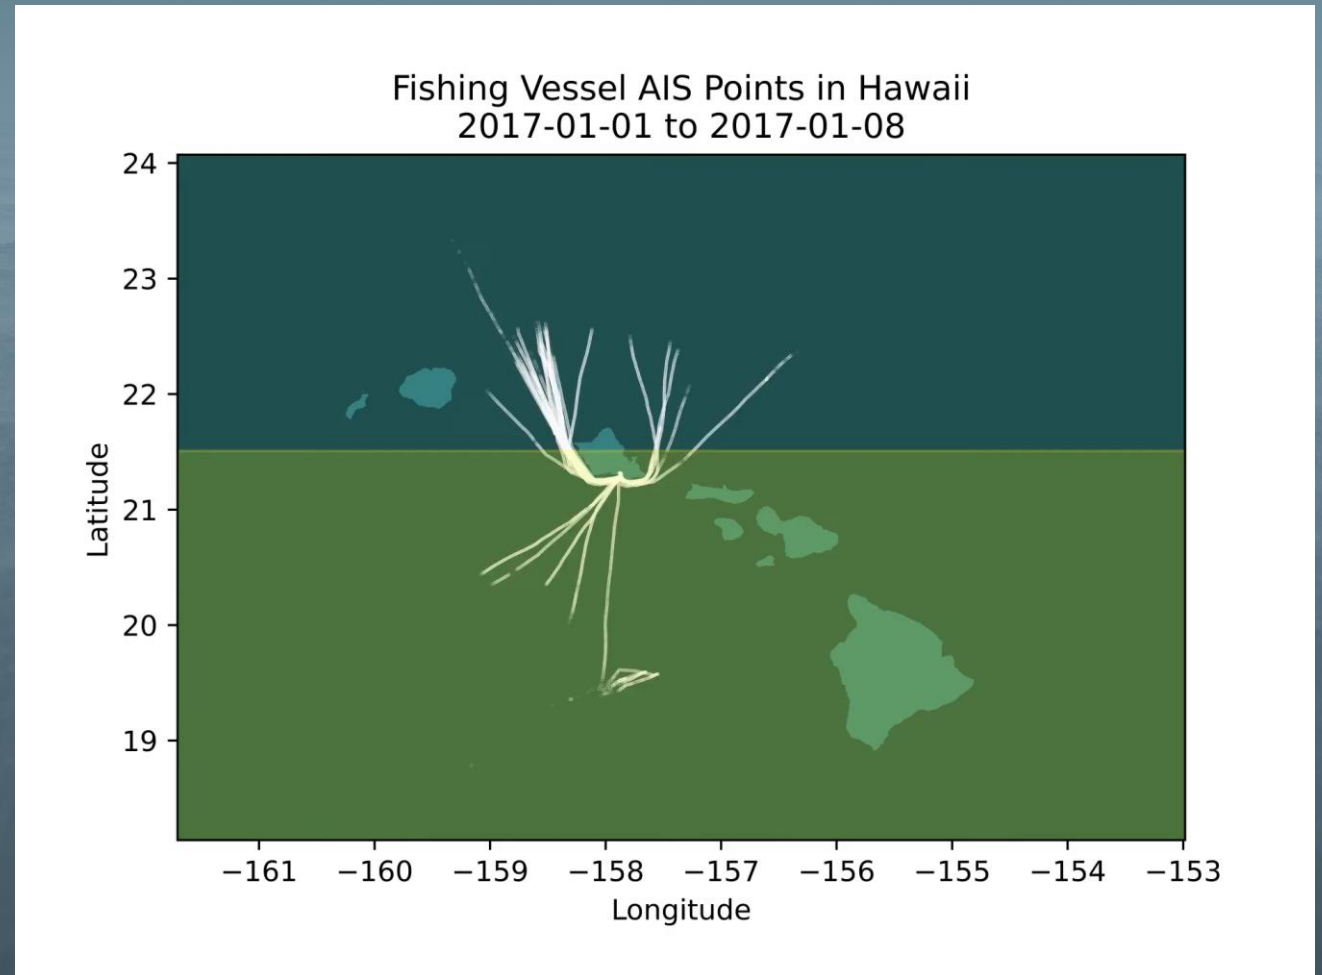 Fishing Vessel AIS Points in Hawaii
2017-01-01 to 2017-01-08
24
23
22
21
20
19
Latitude
−161 −160 −159 −158 −157 −156 −155 −154 −153
Longitude